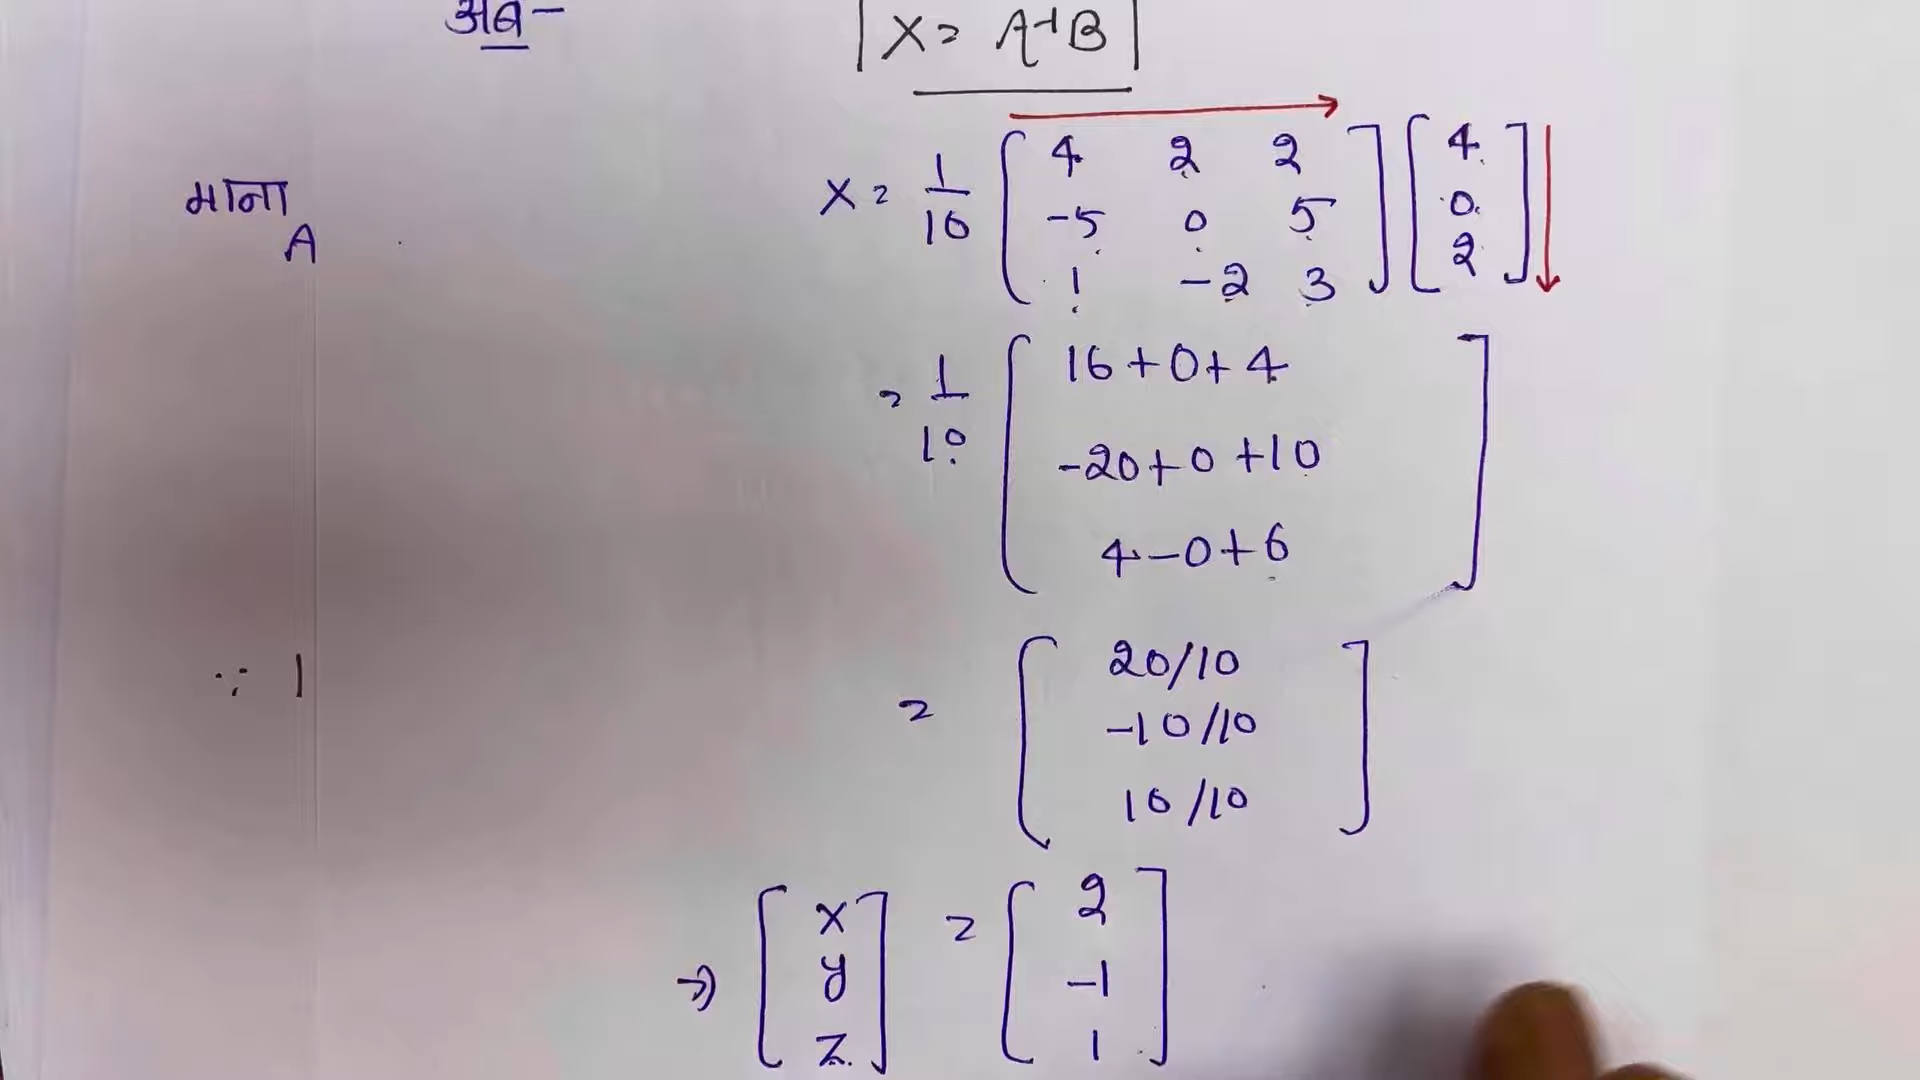 अब -
X = A⁻¹B
माना
A
X = 1/10 [4 2 2; -5 0 5; 1 -2 3] [4; 0; 2]
= 1/10 [16+0+4; -20+0+10; 4-0+6]
∵ 1
= [20/10; -10/10; 10/10]
⇒ [x; y; z] = [2; -1; 1]